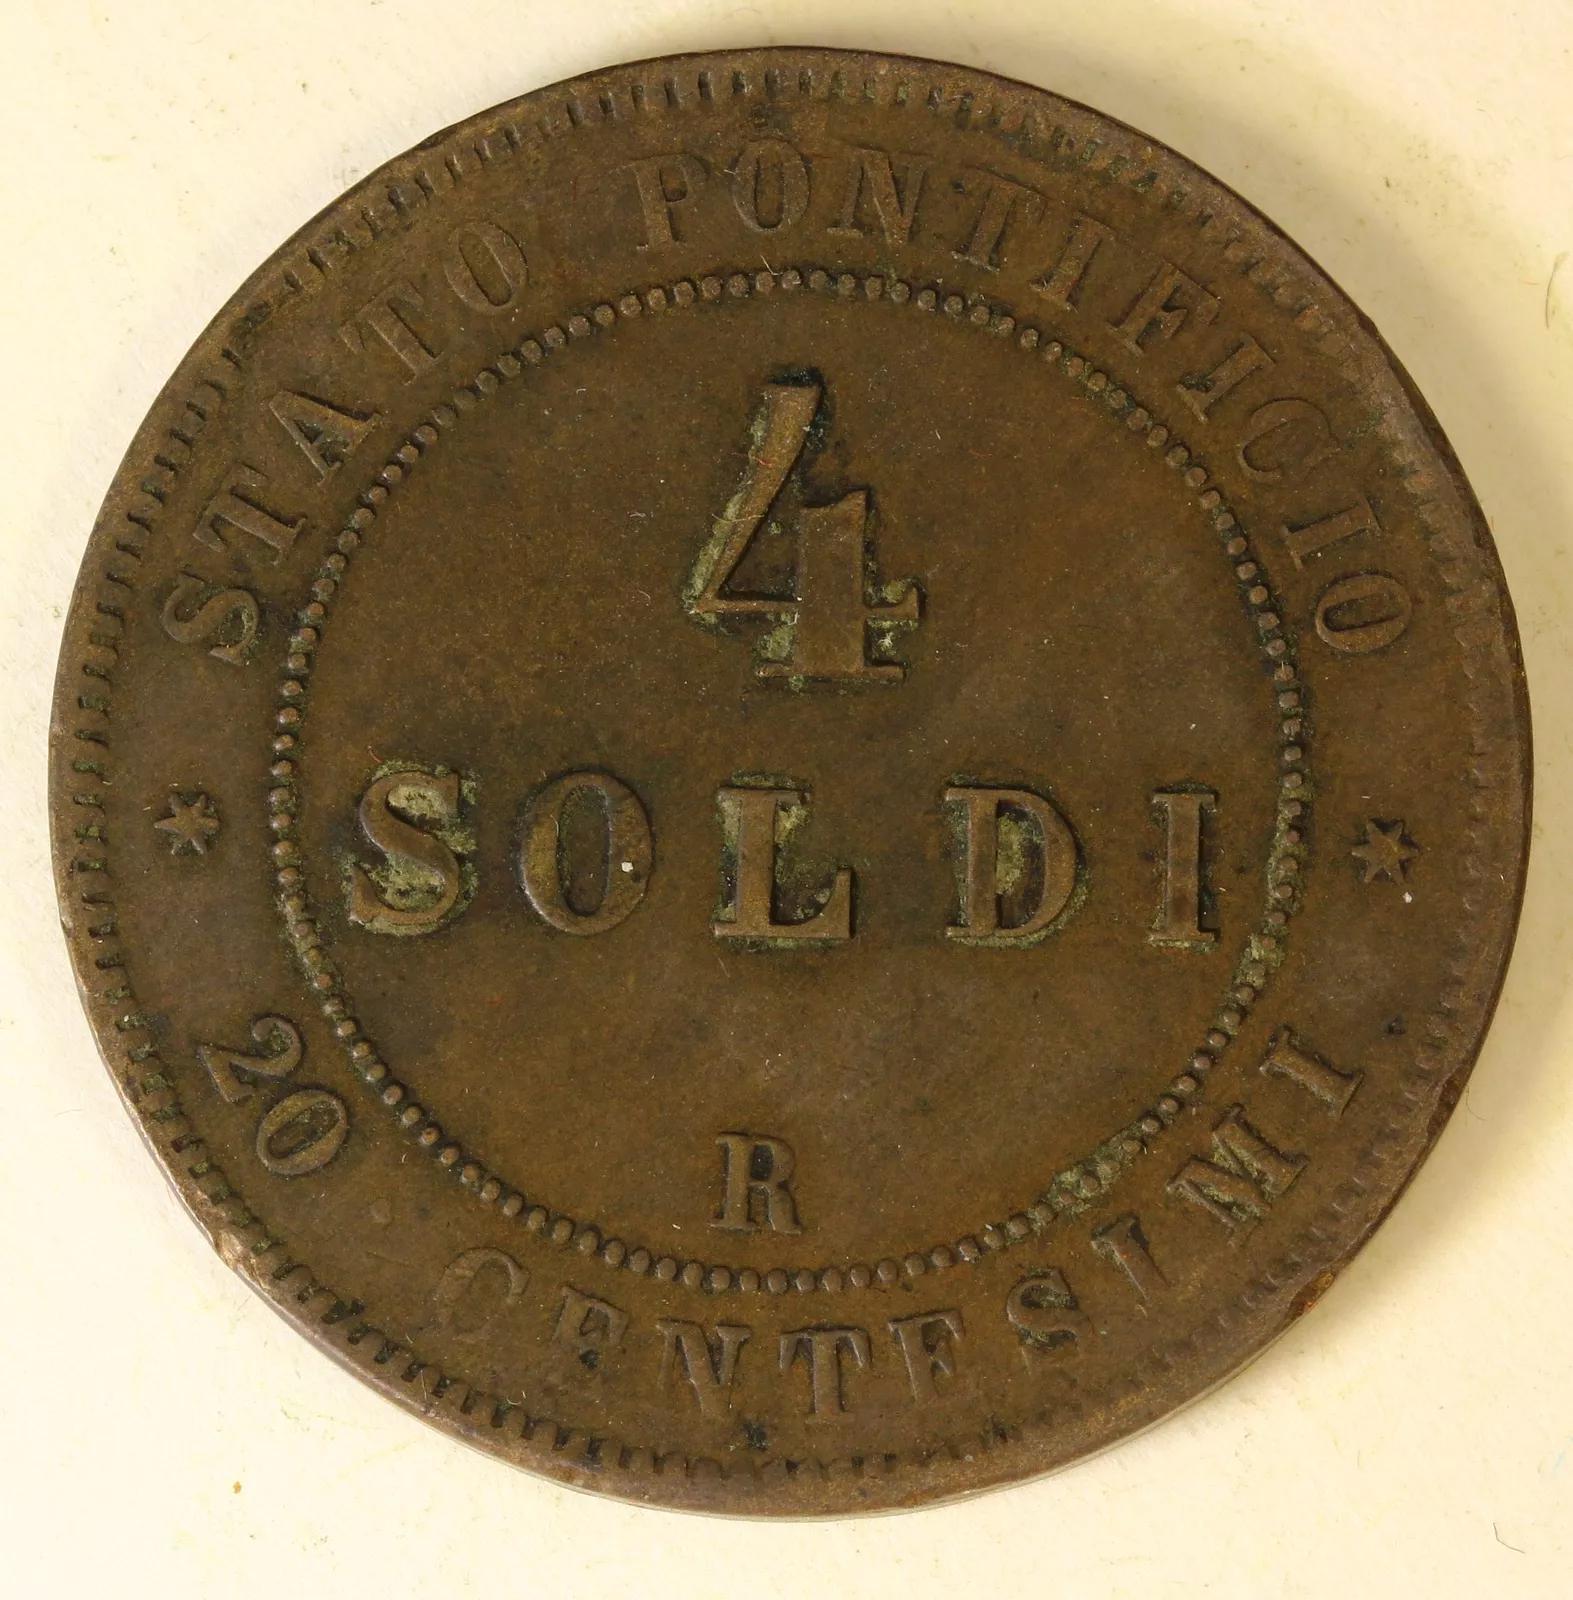 STATO PONTIFICIO
4
SOLDI
R
20 CENTESIMI